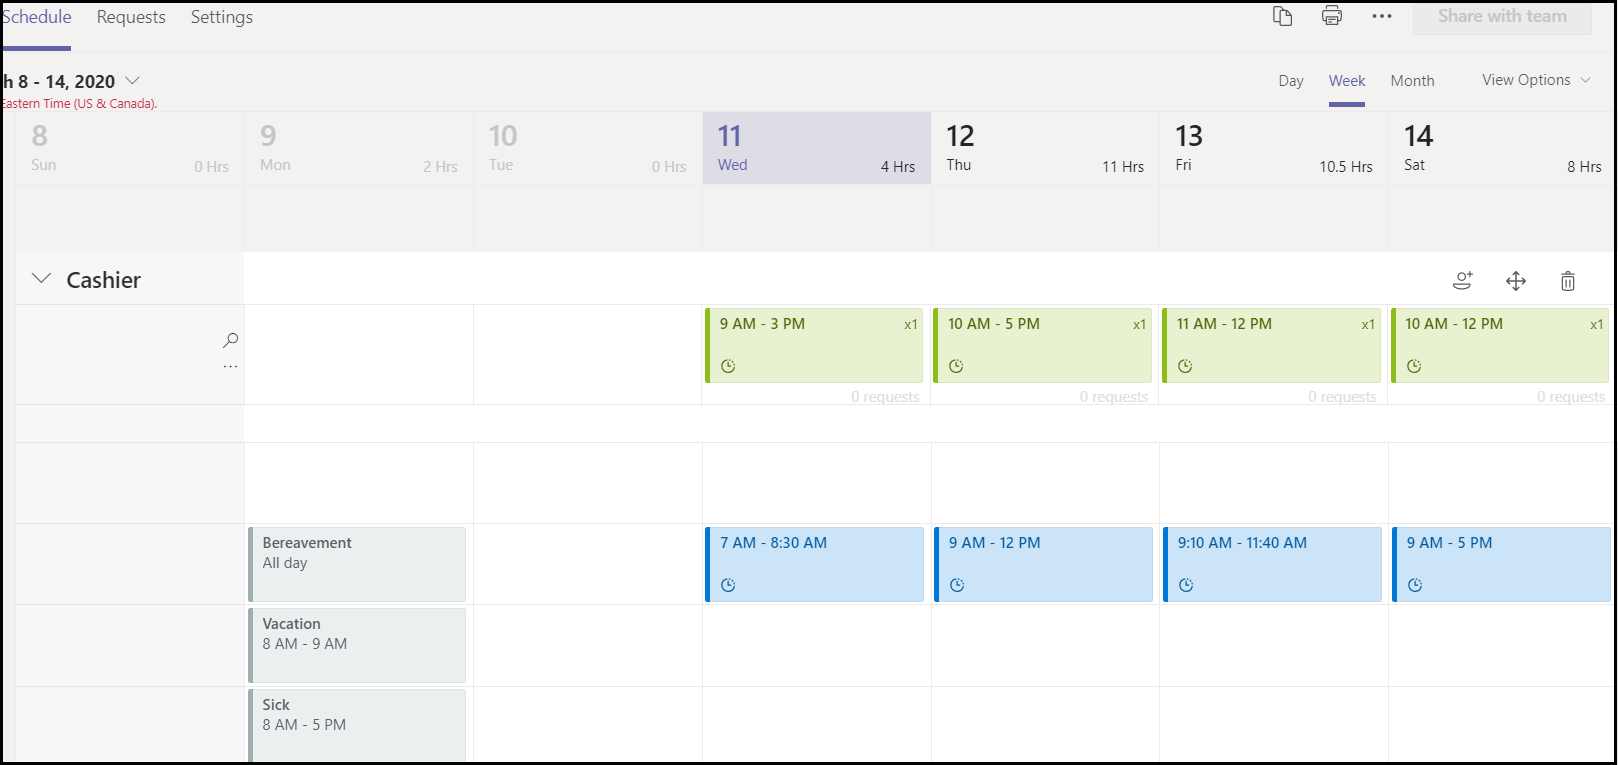 Schedule Requests Settings Share with team
h 8 - 14, 2020 Day Week Month View Options
Eastern Time (US & Canada).
8 9 10 11 12 13 14
Sun 0 Hrs Mon 2 Hrs Tue 0 Hrs Wed 4 Hrs Thu 11 Hrs Fri 10.5 Hrs Sat 8 Hrs
Cashier
9 AM - 3 PM x1 10 AM - 5 PM x1 11 AM - 12 PM x1 10 AM - 12 PM x1
0 requests 0 requests 0 requests 0 requests
Bereavement 7 AM - 8:30 AM 9 AM - 12 PM 9:10 AM - 11:40 AM 9 AM - 5 PM
All day
Vacation
8 AM - 9 AM
Sick
8 AM - 5 PM